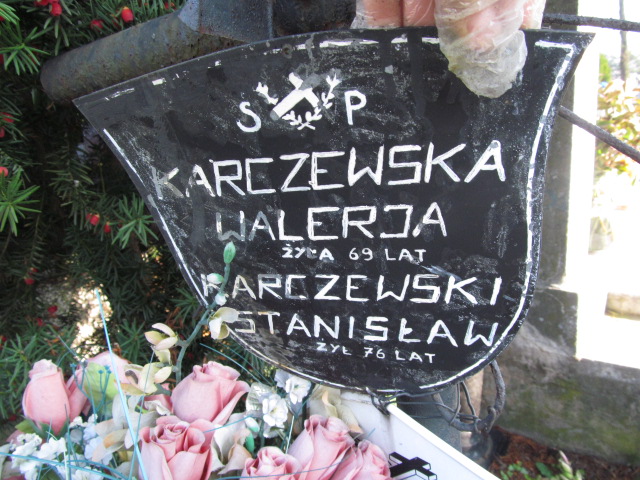 S P
KARCZEWSKA
WALERJA
ŻYŁA 69 LAT
KARCZEWSKI
STANISŁAW
ŻYŁ 76 LAT